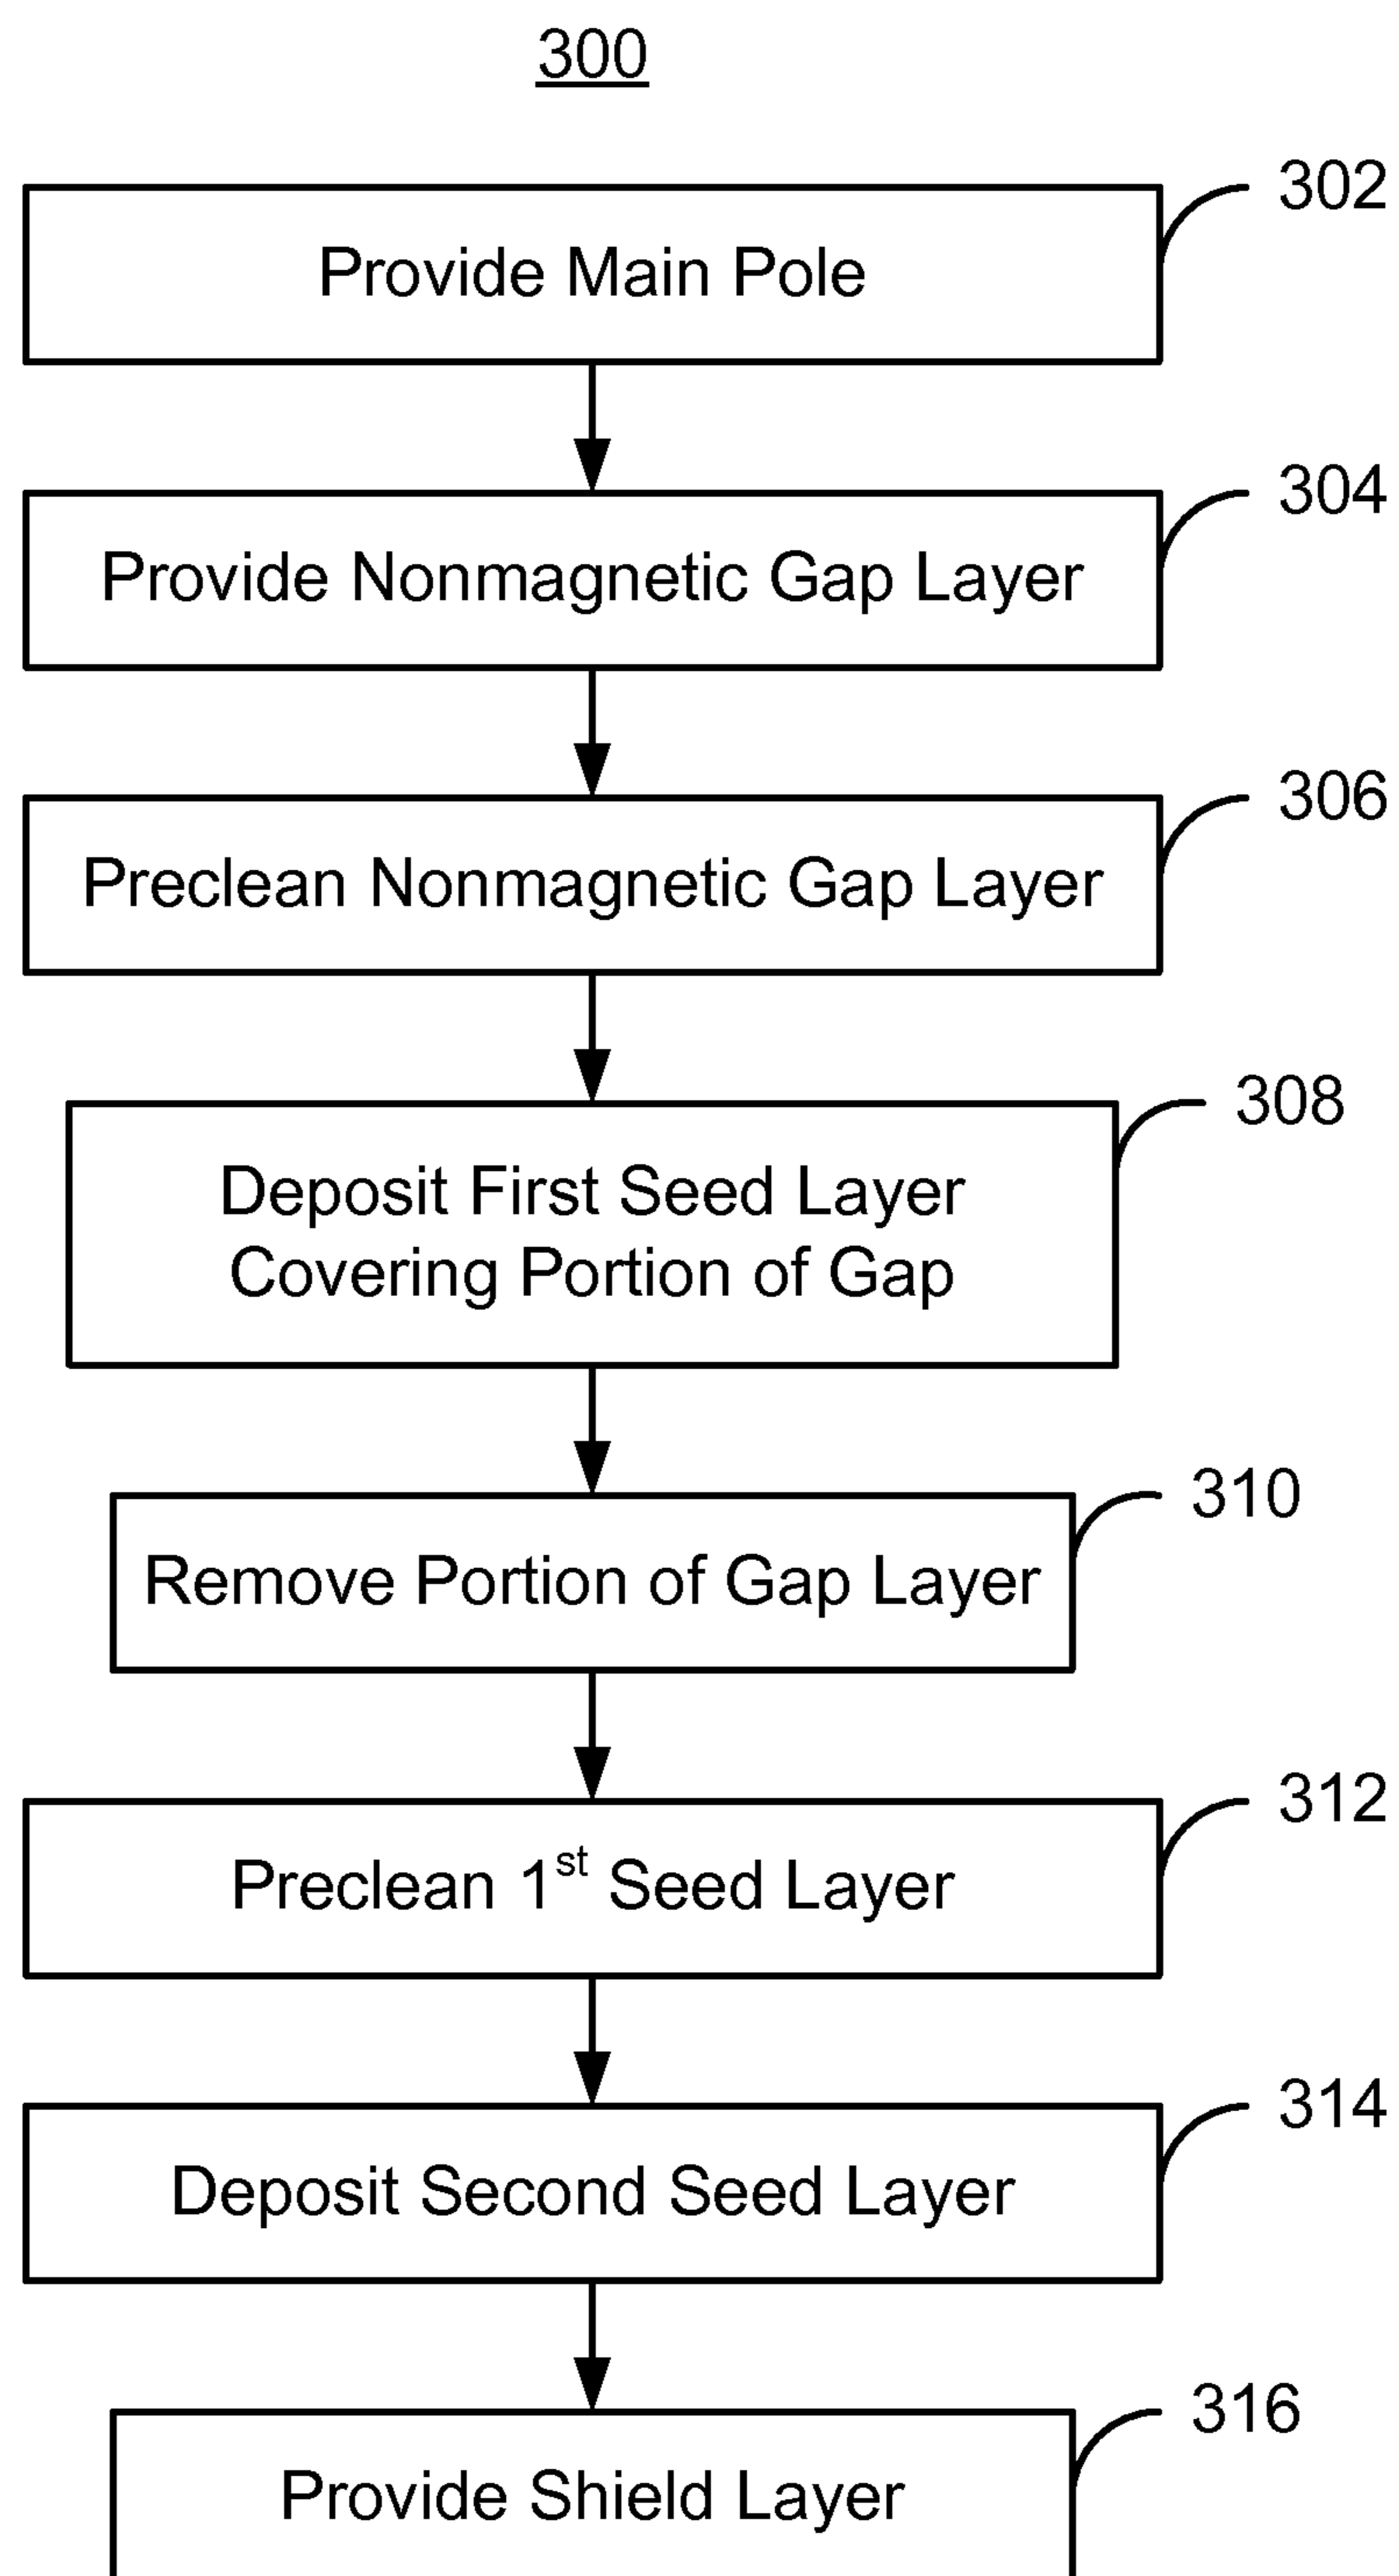 300
302
Provide Main Pole
304
Provide Nonmagnetic Gap Layer
306
Preclean Nonmagnetic Gap Layer
308
Deposit First Seed Layer
Covering Portion of Gap
310
Remove Portion of Gap Layer
312
Preclean 1st Seed Layer
314
Deposit Second Seed Layer
316
Provide Shield Layer